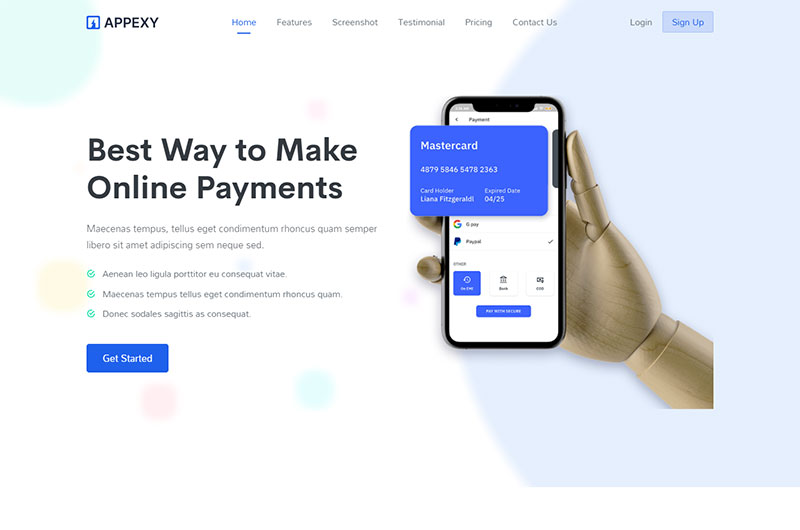 APPEXY
Home
Features
Screenshot
Testimonial
Pricing
Contact Us
Login
Sign Up
Best Way to Make
Online Payments
Maecenas tempus, tellus eget condimentum rhoncus quam semper
libero sit amet adipiscing sem neque sed.
Aenean leo ligula porttitor eu consequat vitae.
Maecenas tempus tellus eget condimentum rhoncus quam.
Donec sodales sagittis as consequat.
Get Started
Payment
Mastercard
4879 5846 5478 2363
Card Holder
Expired Date
Liana Fitzgeraldl
04/25
G pay
Paypal
OTHER
Bank
COD
PAY WITH SECURE